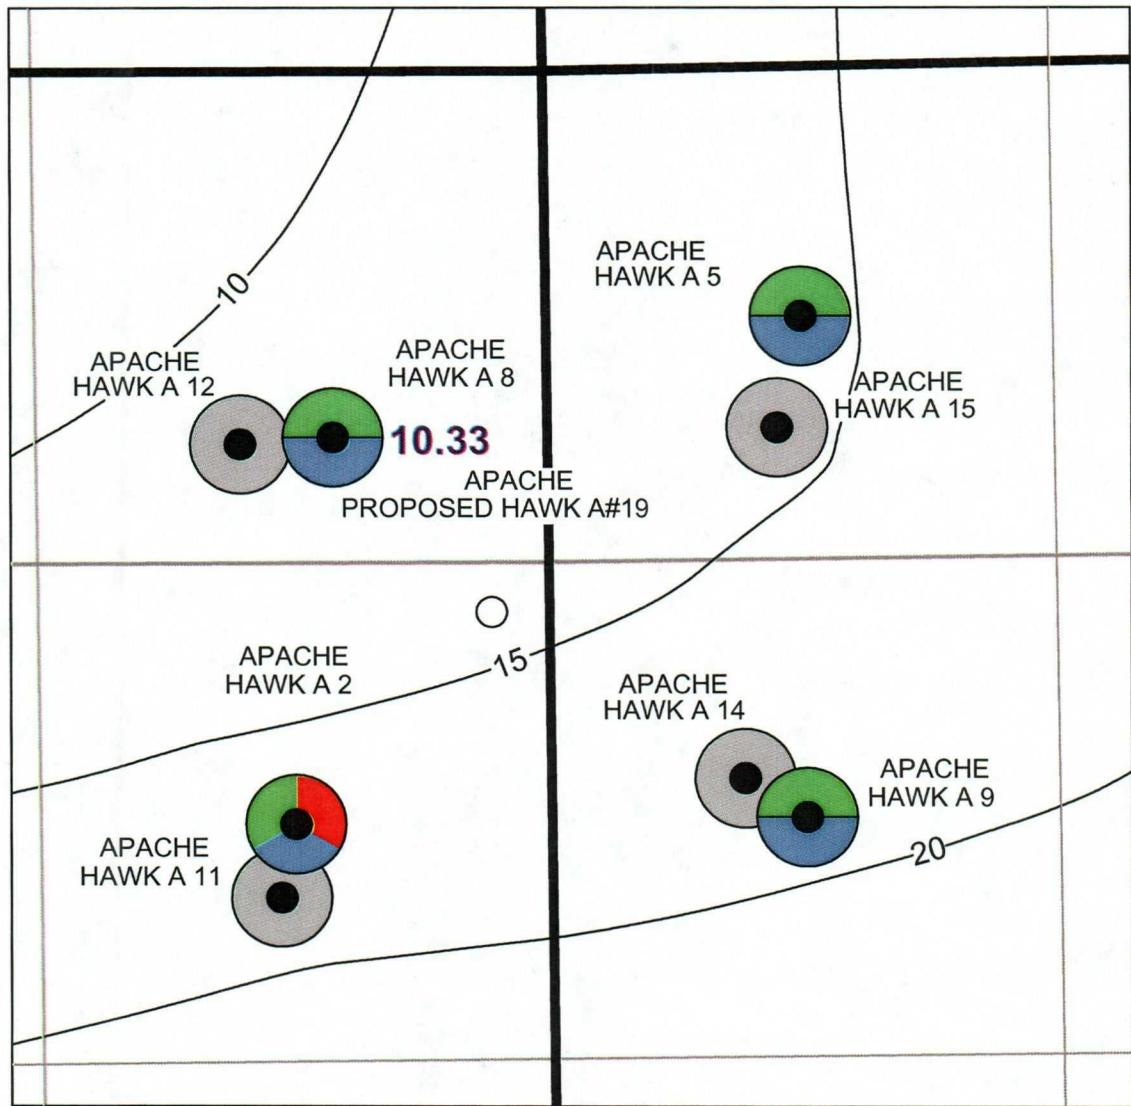 APACHE
HAWK A 5
10
APACHE
HAWK A 12
APACHE
HAWK A 8
APACHE
HAWK A 15
10.33
APACHE
PROPOSED HAWK A#19
15
APACHE
HAWK A 2
APACHE
HAWK A 14
APACHE
HAWK A 9
APACHE
HAWK A 11
20